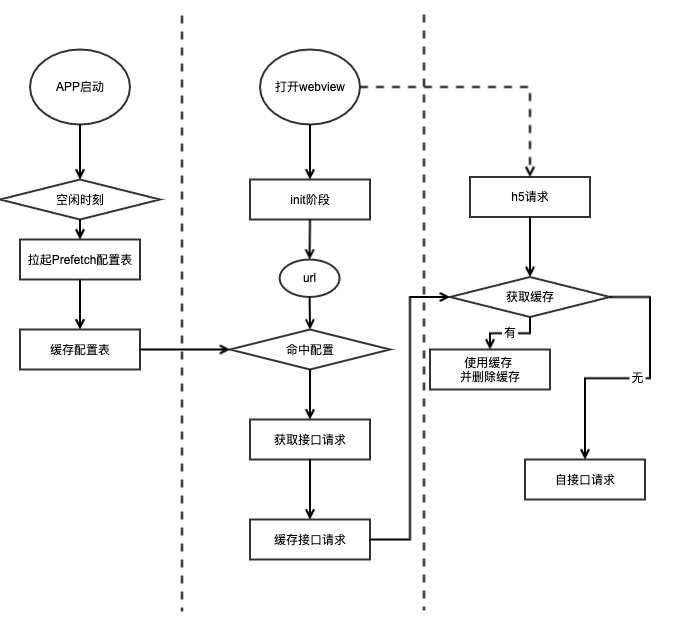 APP启动
空闲时刻
拉起Prefetch配置表
缓存配置表
打开webview
init阶段
url
命中配置
获取接口请求
缓存接口请求
h5请求
获取缓存
有
使用缓存
并删除缓存
无
自接口请求